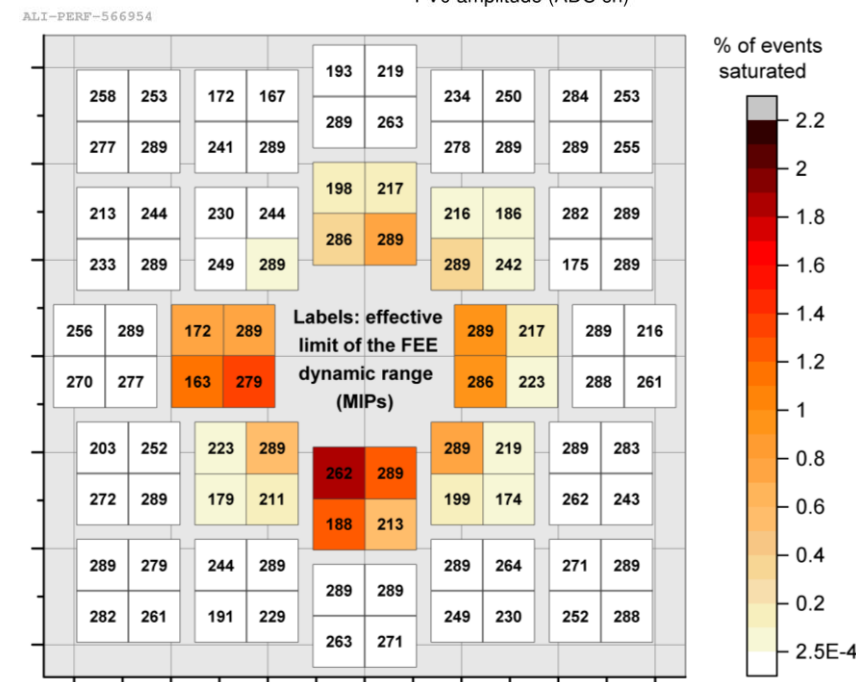 PV0 amplitude (ADC ch)
ALI-PERF-566954
% of events
saturated
193 219
258 253 172 167 234 250 284 253
289 263
277 289 241 289 278 289 289 255
198 217
213 244 230 244 216 186 282 289
286 289
233 289 249 289 289 242 175 289
Labels: effective
limit of the FEE
dynamic range
(MIPs)
256 289 172 289 289 217 289 216
270 277 163 279 286 223 288 261
203 252 223 289 289 219 289 283
262 289
272 289 179 211 199 174 262 243
188 213
289 279 244 289 289 264 271 289
289 289
282 261 191 229 249 230 252 288
263 271
2.2
2
1.8
1.6
1.4
1.2
1
0.8
0.6
0.4
0.2
2.5E-4